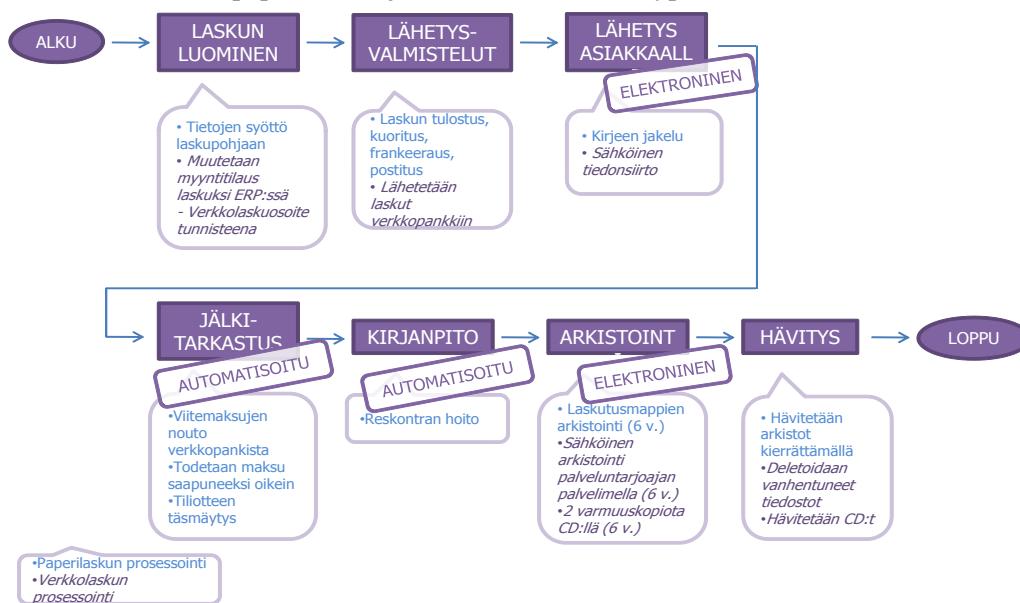 ALKU
LASKUN
LUOMINEN
LÄHETYS-
VALMISTELUT
LÄHETYS
ASIAKKAALL
ELEKTRONINEN
• Tietojen syöttö
laskupohjaan
• Muutetaan
myyntitilaus
laskuksi ERP:ssä
- Verkkolaskuosoite
tunnisteena
• Laskun tulostus,
kuoritus,
frankeeraus,
postitus
• Lähetetään
laskut
verkkopankkiin
• Kirjeen jakelu
• Sähköinen
tiedonsiirto
JÄLKI-
TARKASTUS
AUTOMATISOITU
KIRJANPITO
AUTOMATISOITU
ARKISTOINT
ELEKTRONINEN
HÄVITYS
LOPPU
•Viitemaksujen
nouto
verkkopankista
•Todetaan maksu
saapuneeksi oikein
•Tiliotteen
täsmäytys
•Reskontran hoito
• Laskutusmappien
arkistointi (6 v.)
•Sähköinen
arkistointi
palveluntarjoajan
palvelimella (6 v.)
•2 varmuuskopiota
CD:llä (6 v.)
• Hävitetään
arkistot
kierrättämällä
•Deletoidaan
vanhentuneet
tiedostot
•Hävitetään CD:t
•Paperilaskun prosessointi
•Verkkolaskun
prosessointi